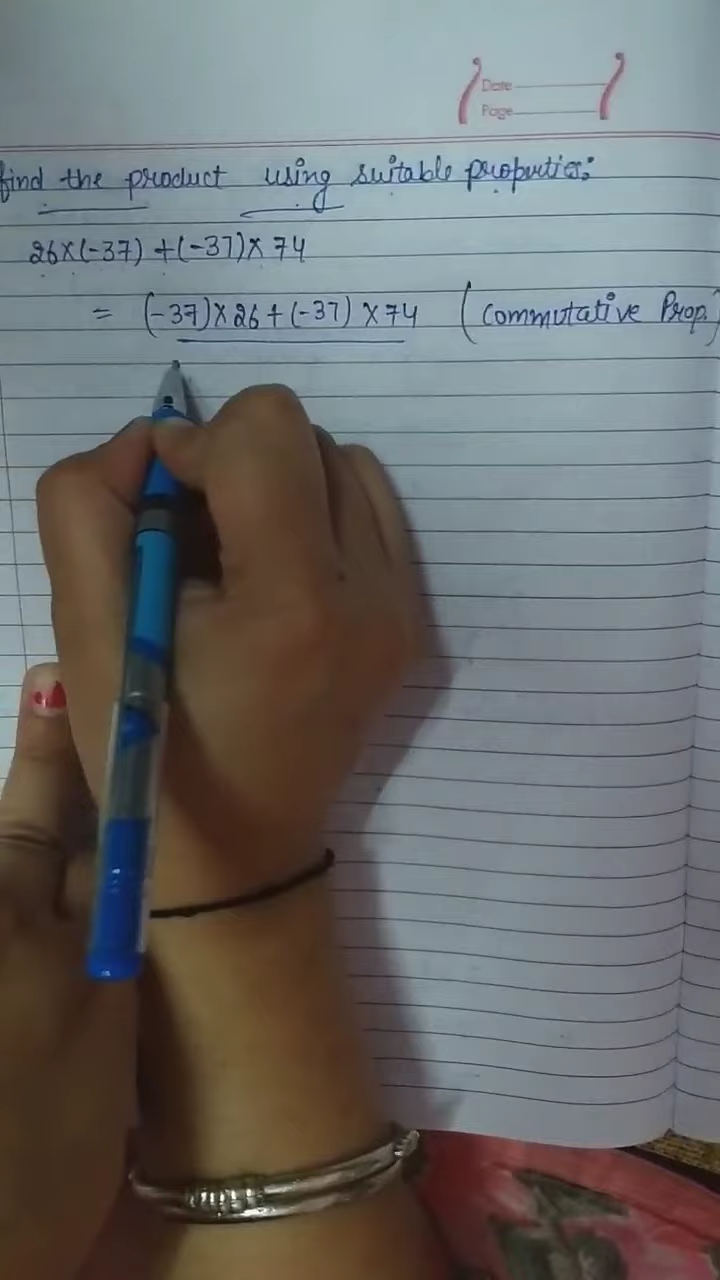 Date
Page
find the product using suitable properties:
26×(-37) +(-37)× 74
= (-37)×26+(-37) ×74 (Commutative Prop.)